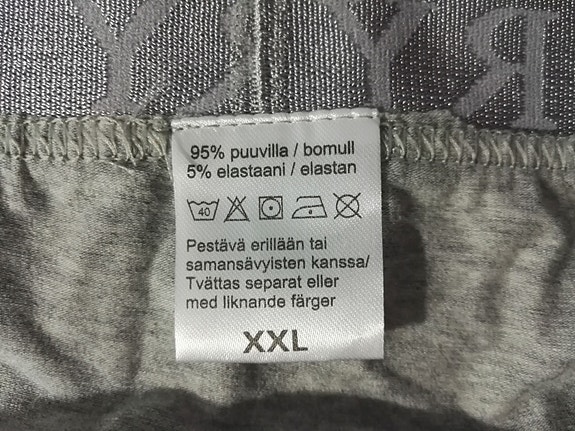 95% puuvilla / bomull
5% elastaani / elastan
40
Pestävä erillään tai
samansävyisten kanssa/
Tvättas separat eller
med liknande färger
XXL